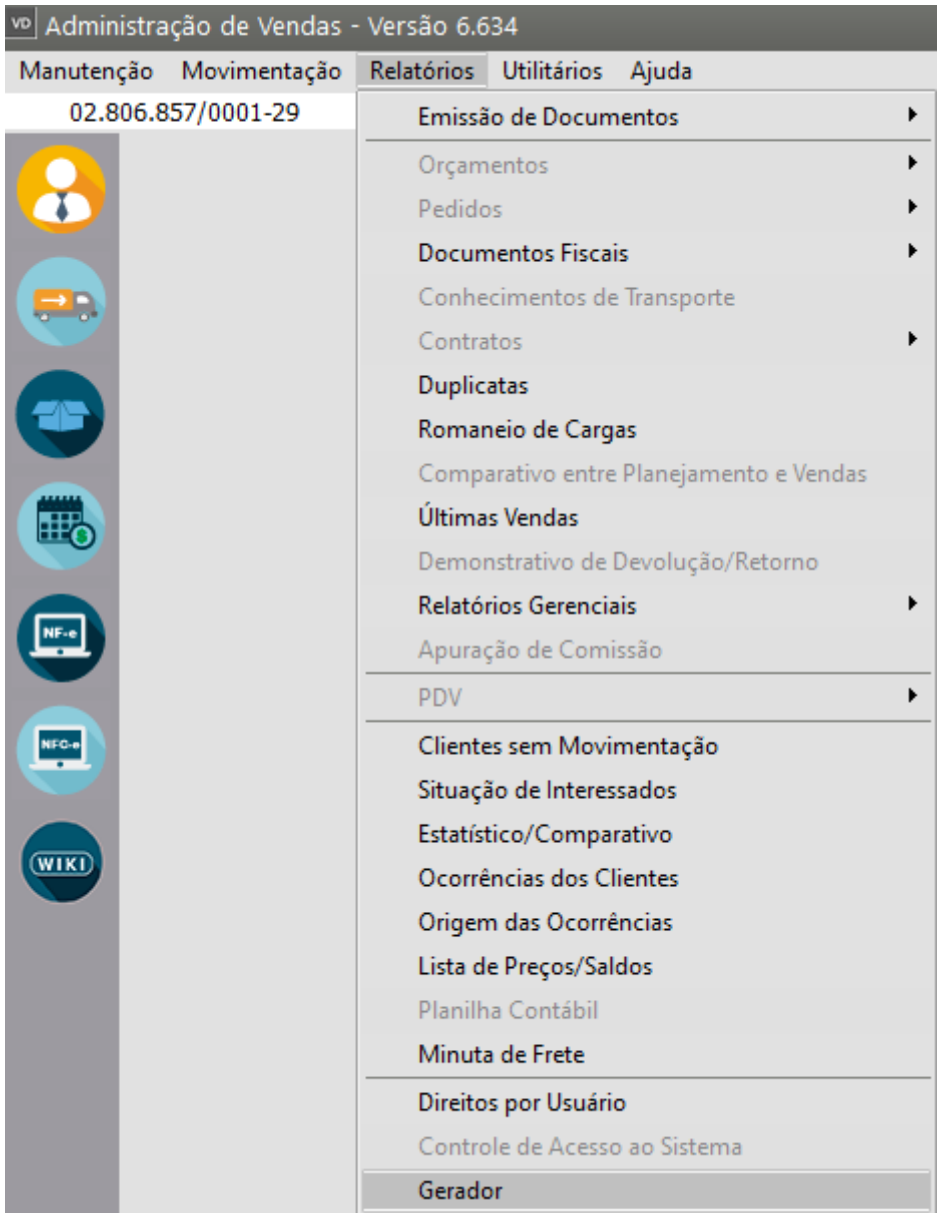 VD Administração de Vendas - Versão 6.634
Manutenção Movimentação Relatórios Utilitários Ajuda
02.806.857/0001-29
Emissão de Documentos
Orçamentos
Pedidos
Documentos Fiscais
Conhecimentos de Transporte
Contratos
Duplicatas
Romaneio de Cargas
Comparativo entre Planejamento e Vendas
Últimas Vendas
Demonstrativo de Devolução/Retorno
Relatórios Gerenciais
Apuração de Comissão
PDV
Clientes sem Movimentação
Situação de Interessados
Estatístico/Comparativo
Ocorrências dos Clientes
Origem das Ocorrências
Lista de Preços/Saldos
Planilha Contábil
Minuta de Frete
Direitos por Usuário
Controle de Acesso ao Sistema
Gerador
$
NF-e
NFC-e
WIKI